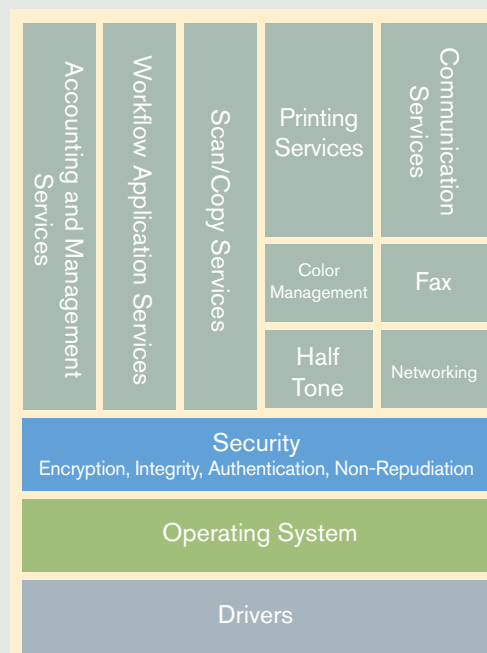 Accounting and Management
Services
Workflow Application Services
Scan/Copy Services
Printing
Services
Communication
Services
Color
Management
Fax
Half
Tone
Networking
Security
Encryption, Integrity, Authentication, Non-Repudiation
Operating System
Drivers